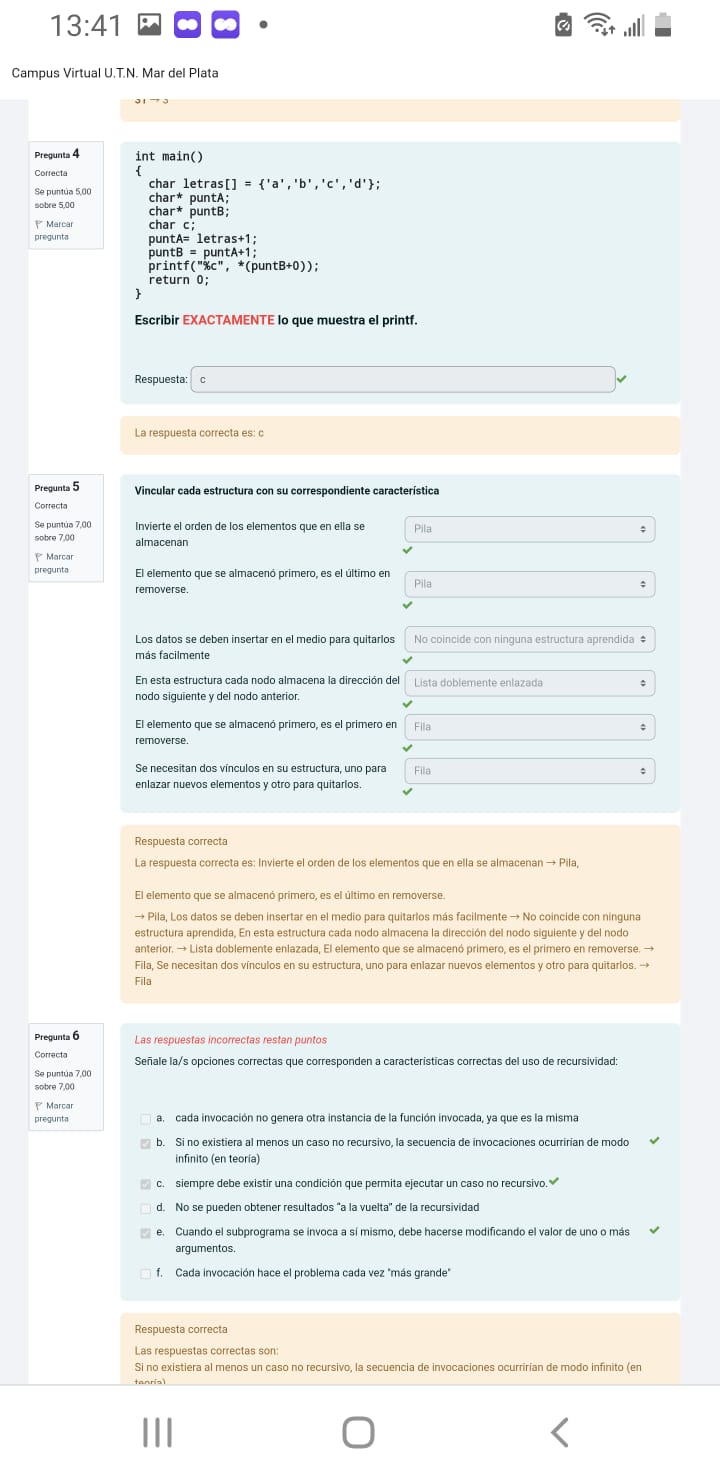 13:41
Campus Virtual U.T.N. Mar del Plata
Pregunta 4
Correcta
Se puntúa 5,00
sobre 5,00
Marcar
pregunta
int main()
{
char letras[] = {'a','b','c','d'};
char* puntA;
char* puntB;
char c;
puntA= letras+1;
puntB = puntA+1;
printf("%c", *(puntB+0));
return 0;
}
Escribir EXACTAMENTE lo que muestra el printf.
Respuesta: c
La respuesta correcta es: c
Pregunta 5
Correcta
Se puntúa 7,00
sobre 7,00
Marcar
pregunta
Vincular cada estructura con su correspondiente característica
Invierte el orden de los elementos que en ella se
almacenan
Pila
El elemento que se almacenó primero, es el último en
removerse.
Pila
Los datos se deben insertar en el medio para quitarlos
más facilmente
No coincide con ninguna estructura aprendida
En esta estructura cada nodo almacena la dirección del
nodo siguiente y del nodo anterior.
Lista doblemente enlazada
El elemento que se almacenó primero, es el primero en
removerse.
Fila
Se necesitan dos vínculos en su estructura, uno para
enlazar nuevos elementos y otro para quitarlos.
Fila
Respuesta correcta
La respuesta correcta es: Invierte el orden de los elementos que en ella se almacenan → Pila,
El elemento que se almacenó primero, es el último en removerse.
→ Pila, Los datos se deben insertar en el medio para quitarlos más facilmente → No coincide con ninguna
estructura aprendida, En esta estructura cada nodo almacena la dirección del nodo siguiente y del nodo
anterior. → Lista doblemente enlazada, El elemento que se almacenó primero, es el primero en removerse. →
Fila, Se necesitan dos vínculos en su estructura, uno para enlazar nuevos elementos y otro para quitarlos. →
Fila
Pregunta 6
Correcta
Se puntúa 7,00
sobre 7,00
Marcar
pregunta
Las respuestas incorrectas restan puntos
Señale la/s opciones correctas que corresponden a características correctas del uso de recursividad:
a. cada invocación no genera otra instancia de la función invocada, ya que es la misma
b. Si no existiera al menos un caso no recursivo, la secuencia de invocaciones ocurrirían de modo
infinito (en teoría)
c. siempre debe existir una condición que permita ejecutar un caso no recursivo.
d. No se pueden obtener resultados "a la vuelta" de la recursividad
e. Cuando el subprograma se invoca a sí mismo, debe hacerse modificando el valor de uno o más
argumentos.
f. Cada invocación hace el problema cada vez "más grande"
Respuesta correcta
Las respuestas correctas son:
Si no existiera al menos un caso no recursivo, la secuencia de invocaciones ocurrirían de modo infinito (en
teoría)